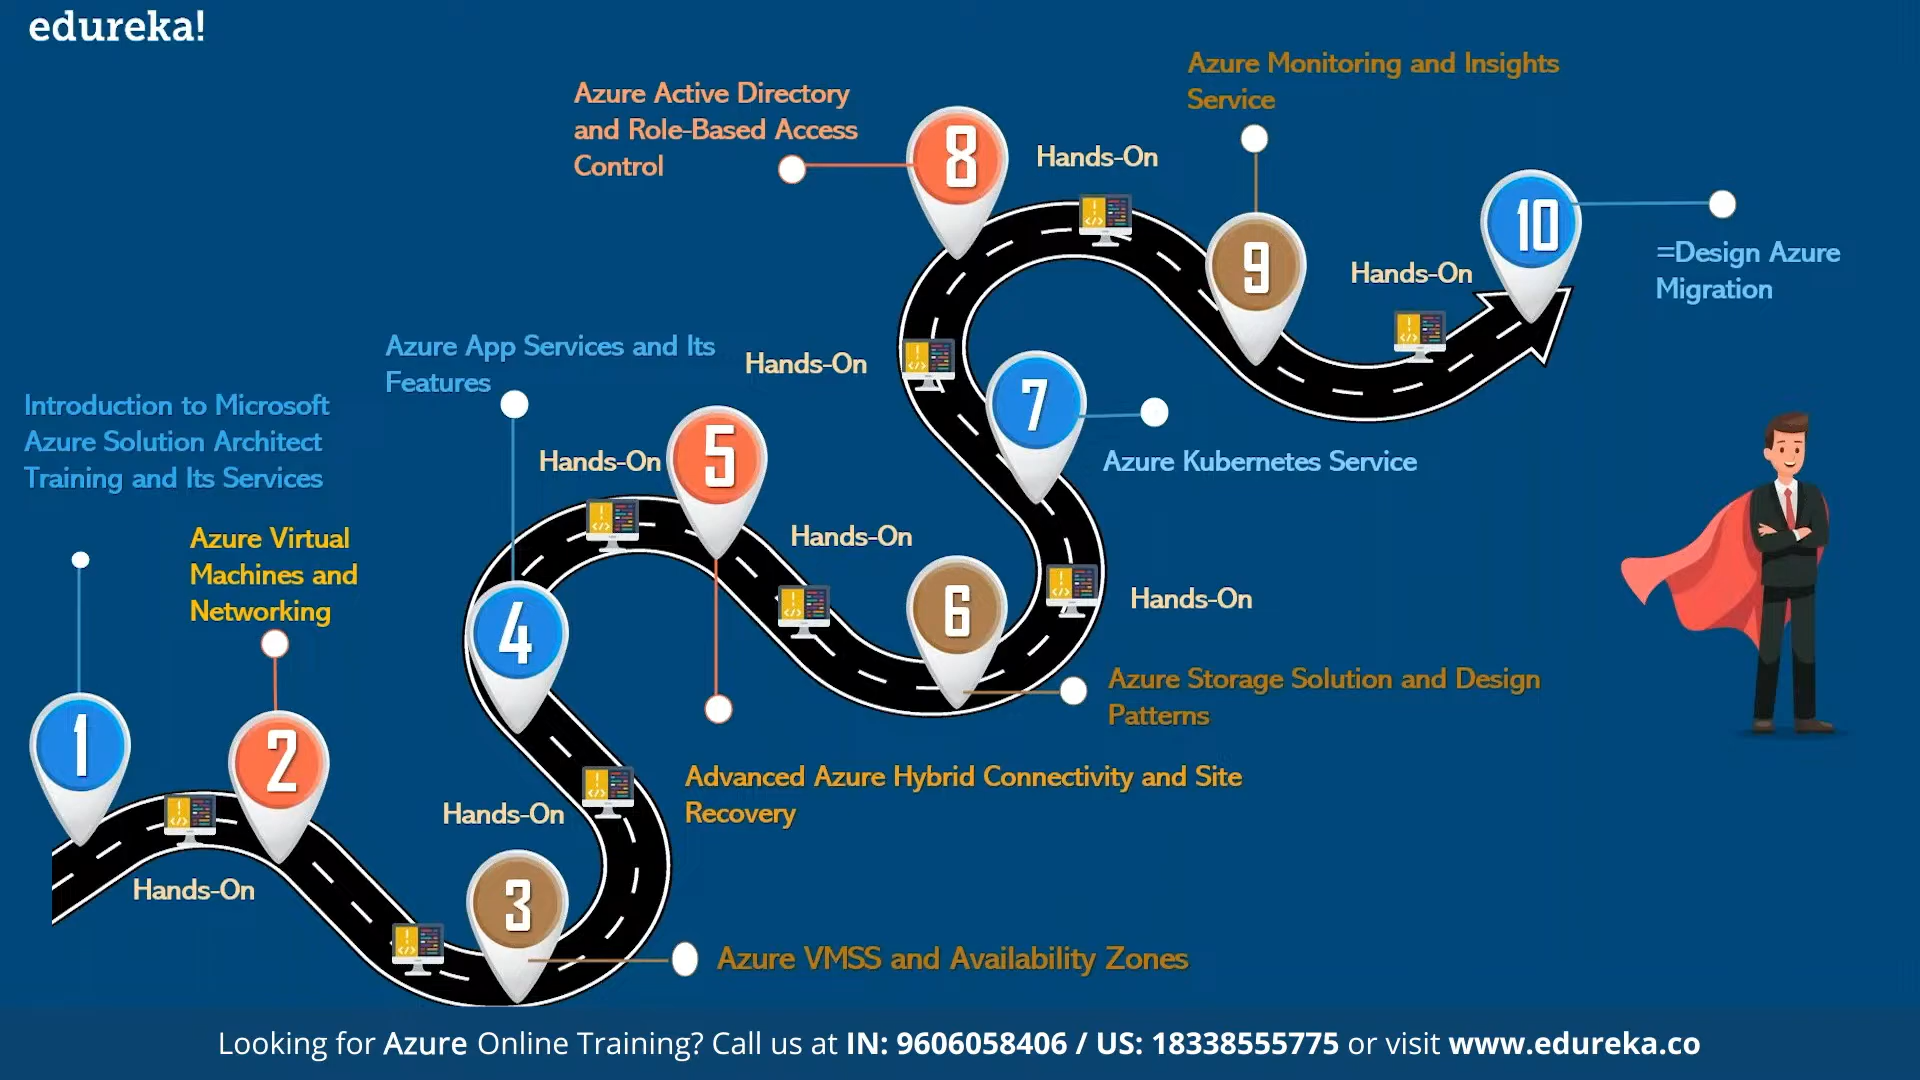 edureka!
Azure Monitoring and Insights
Service
Azure Active Directory
and Role-Based Access
Control
8
Hands-On
9
10
=Design Azure
Migration
Hands-On
Azure App Services and Its
Features
Hands-On
7
Azure Kubernetes Service
Introduction to Microsoft
Azure Solution Architect
Training and Its Services
Hands-On
5
Azure Virtual
Machines and
Networking
Hands-On
6
Hands-On
4
Azure Storage Solution and Design
Patterns
1
2
Advanced Azure Hybrid Connectivity and Site
Recovery
Hands-On
Hands-On
3
Azure VMSS and Availability Zones
Looking for Azure Online Training? Call us at IN: 9606058406 / US: 18338555775 or visit www.edureka.co